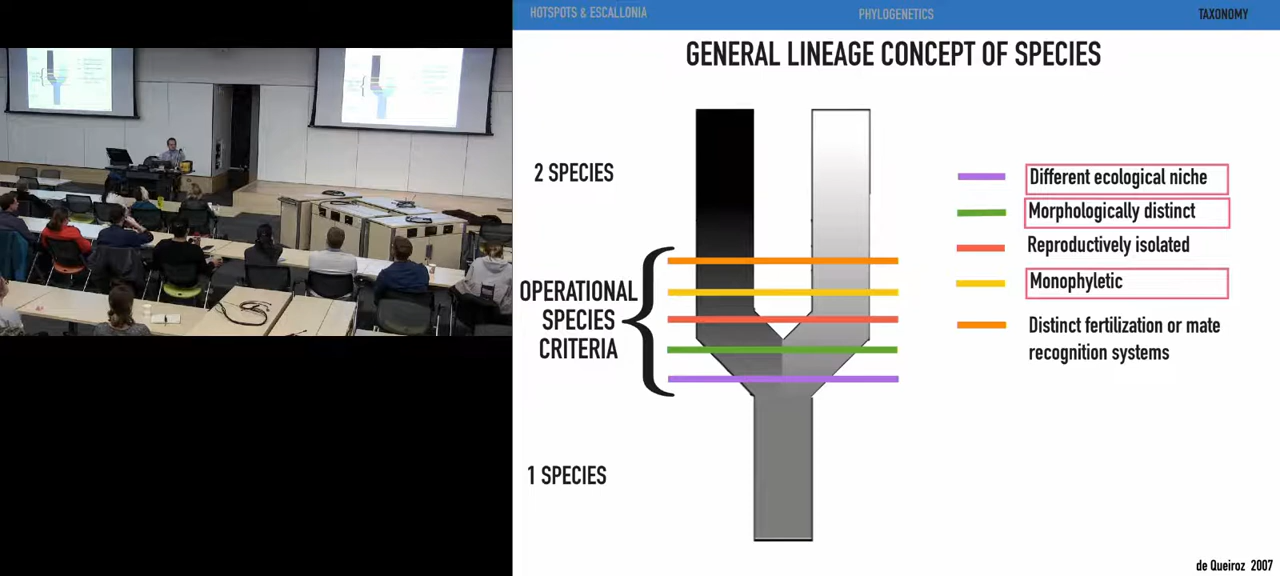 HOTSPOTS & ESCALLONIA
PHYLOGENETICS
TAXONOMY
GENERAL LINEAGE CONCEPT OF SPECIES
2 SPECIES
Different ecological niche
Morphologically distinct
Reproductively isolated
OPERATIONAL
SPECIES
CRITERIA
Monophyletic
Distinct fertilization or mate
recognition systems
1 SPECIES
de Queiroz 2007